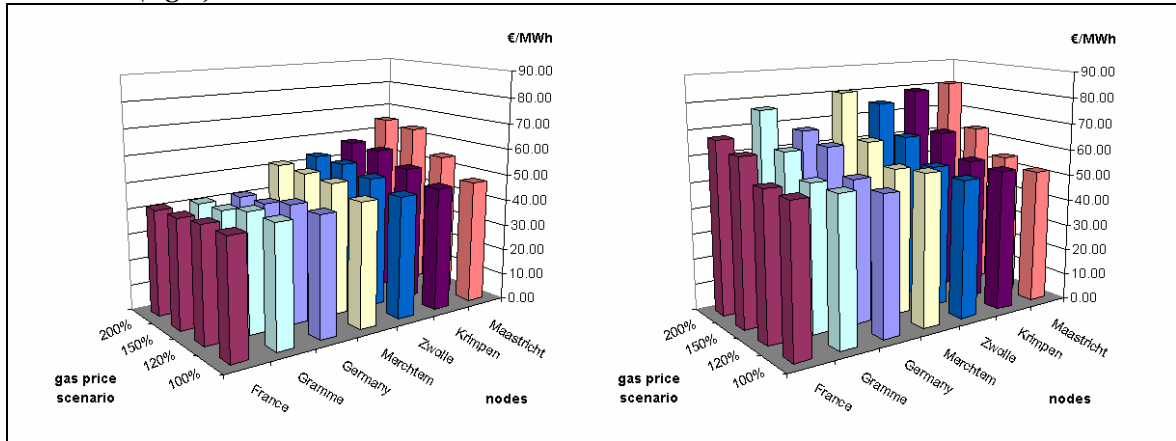 €/MWh
90.00
80.00
70.00
60.00
50.00
40.00
30.00
20.00
10.00
0.00
200%
150%
120%
100%
gas price
scenario
France
Gramme
Germany
Merchtem
Zwolle
Krimpen
Maastricht
nodes
€/MWh
90.00
80.00
70.00
60.00
50.00
40.00
30.00
20.00
10.00
0.00
200%
150%
120%
100%
gas price
scenario
France
Gramme
Germany
Merchtem
Zwolle
Krimpen
Maastricht
nodes